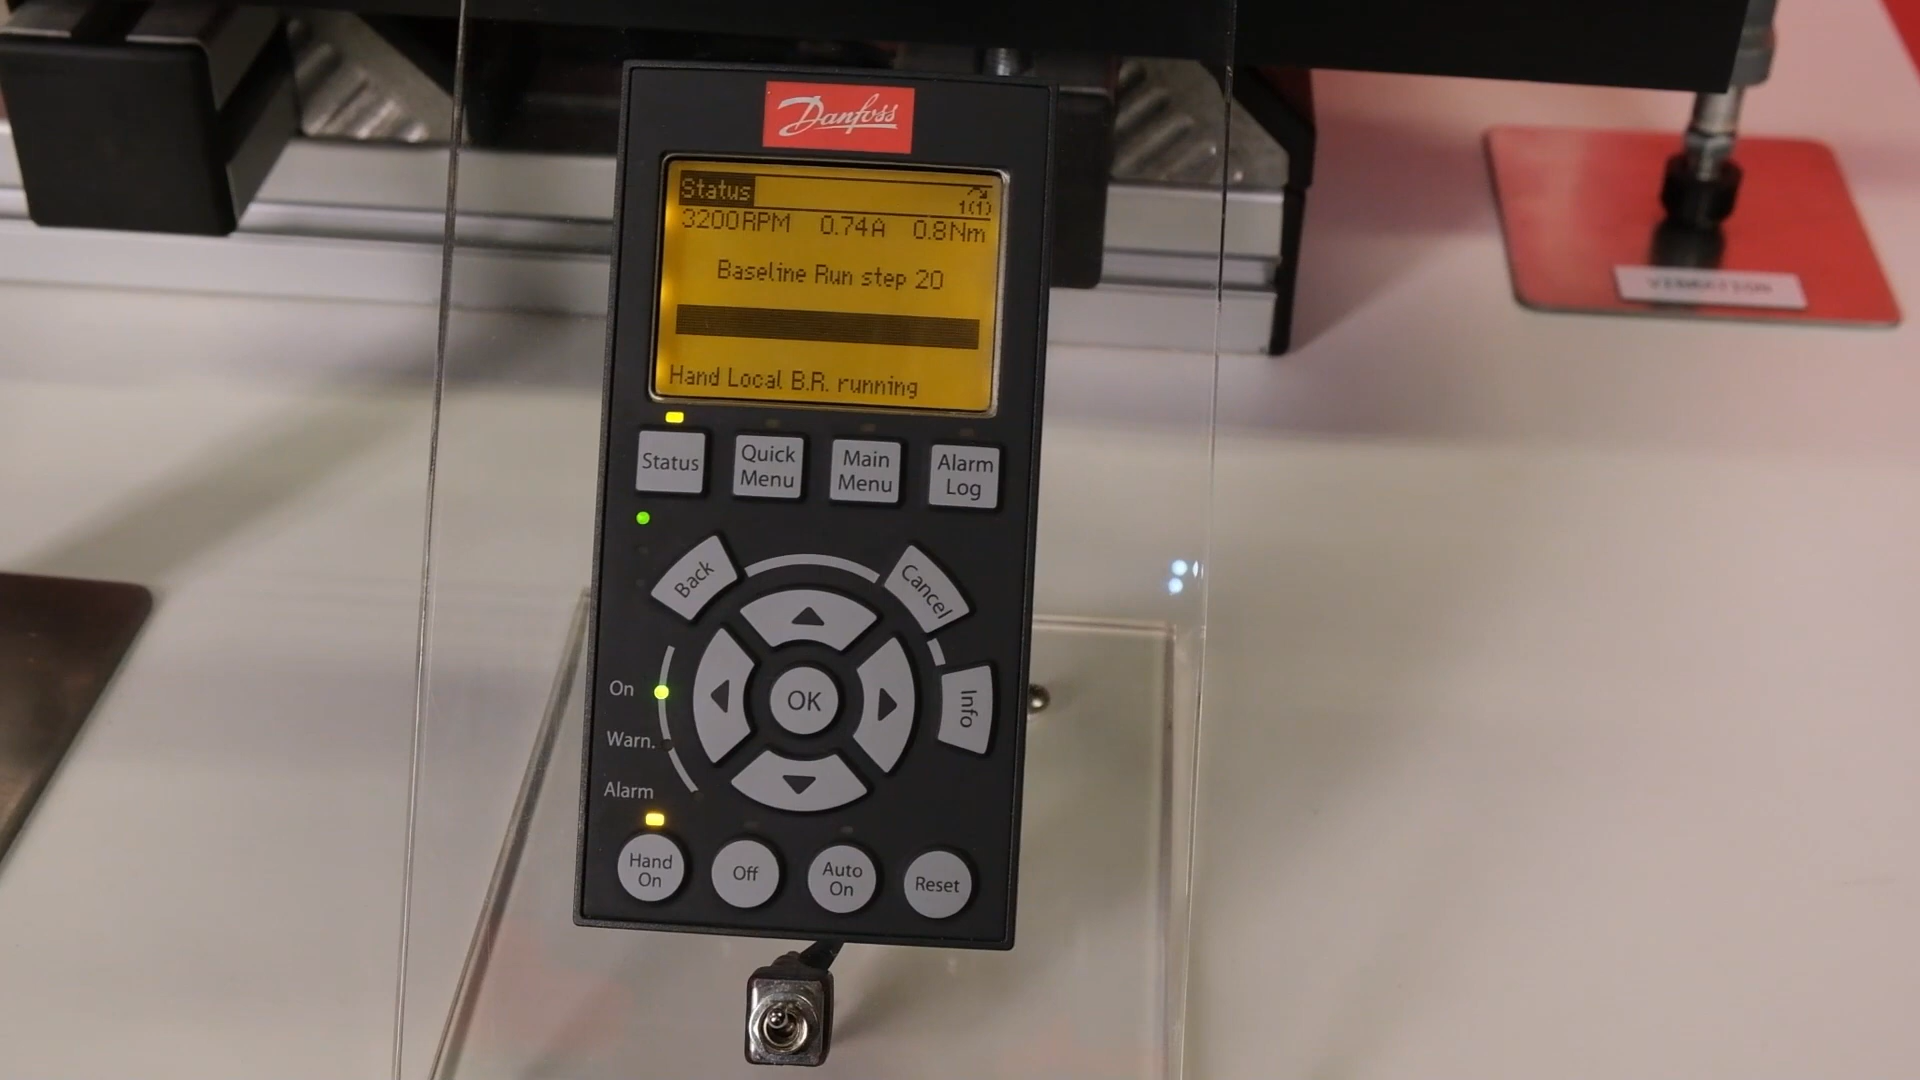 Danfoss
Status
1(1)
3200RPM 0.74A 0.8Nm
Baseline Run step 20
Hand Local B.R. running
Status
Quick
Menu
Main
Menu
Alarm
Log
Back
Cancel
OK
Info
On
Warn.
Alarm
Hand
On
Off
Auto
On
Reset
VIBRATION